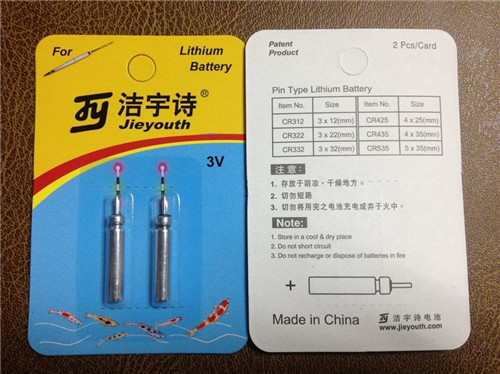 For
Lithium
Battery
洁宇诗®
Jieyouth
3V
Patent
Product
2 Pcs/Card
Pin Type Lithium Battery
Item No. Size Item No. Size
CR312 3 x 12(mm) CR425 4 x 25(mm)
CR322 3 x 22(mm) CR435 4 x 35(mm)
CR332 3 x 32(mm) CR535 5 x 35(mm)
注意:
1. 存放于阴凉,干燥地方。
2. 切勿短路
3. 切勿将用完之电池充电或弃于火中。
Note:
1. Store in a cool & dry place
2. Do not short circuit
3. Do not recharge or dispose of batteries in fire
+ -
Made in China
洁宇诗电池
www.jieyouth.com